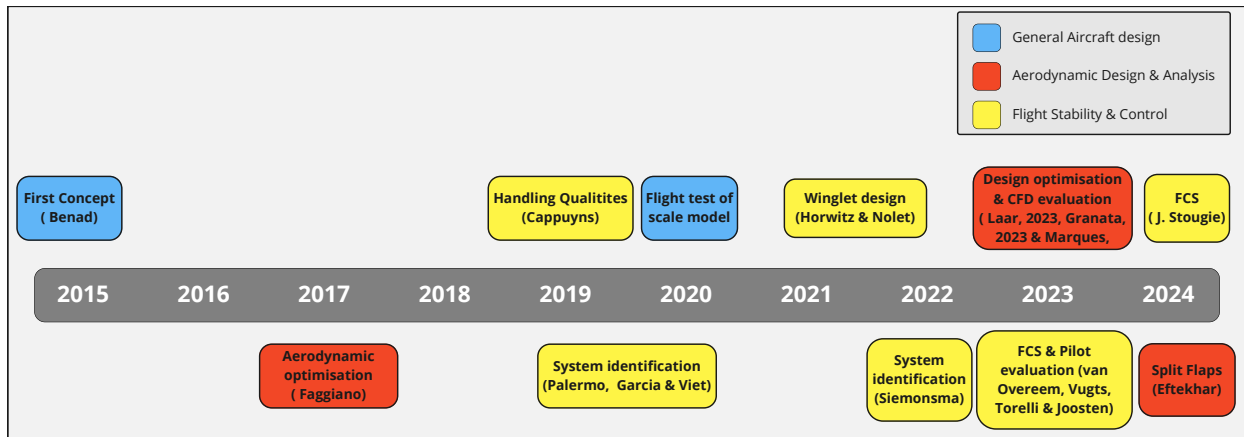 General Aircraft design
Aerodynamic Design & Analysis
Flight Stability & Control
First Concept
( Benad)
Handling Qualitites
(Cappuyns)
Flight test of
scale model
Winglet design
(Horwitz & Nolet)
Design optimisation
& CFD evaluation
( Laar, 2023, Granata,
2023 & Marques,
FCS
( J. Stougie)
2015 2016 2017 2018 2019 2020 2021 2022 2023 2024
Aerodynamic
optimisation
( Faggiano)
System identification
(Palermo, Garcia & Viet)
System
identification
(Siemonsma)
FCS & Pilot
evaluation (van
Overeem, Vugts,
Torelli & Joosten)
Split Flaps
(Eftekhar)